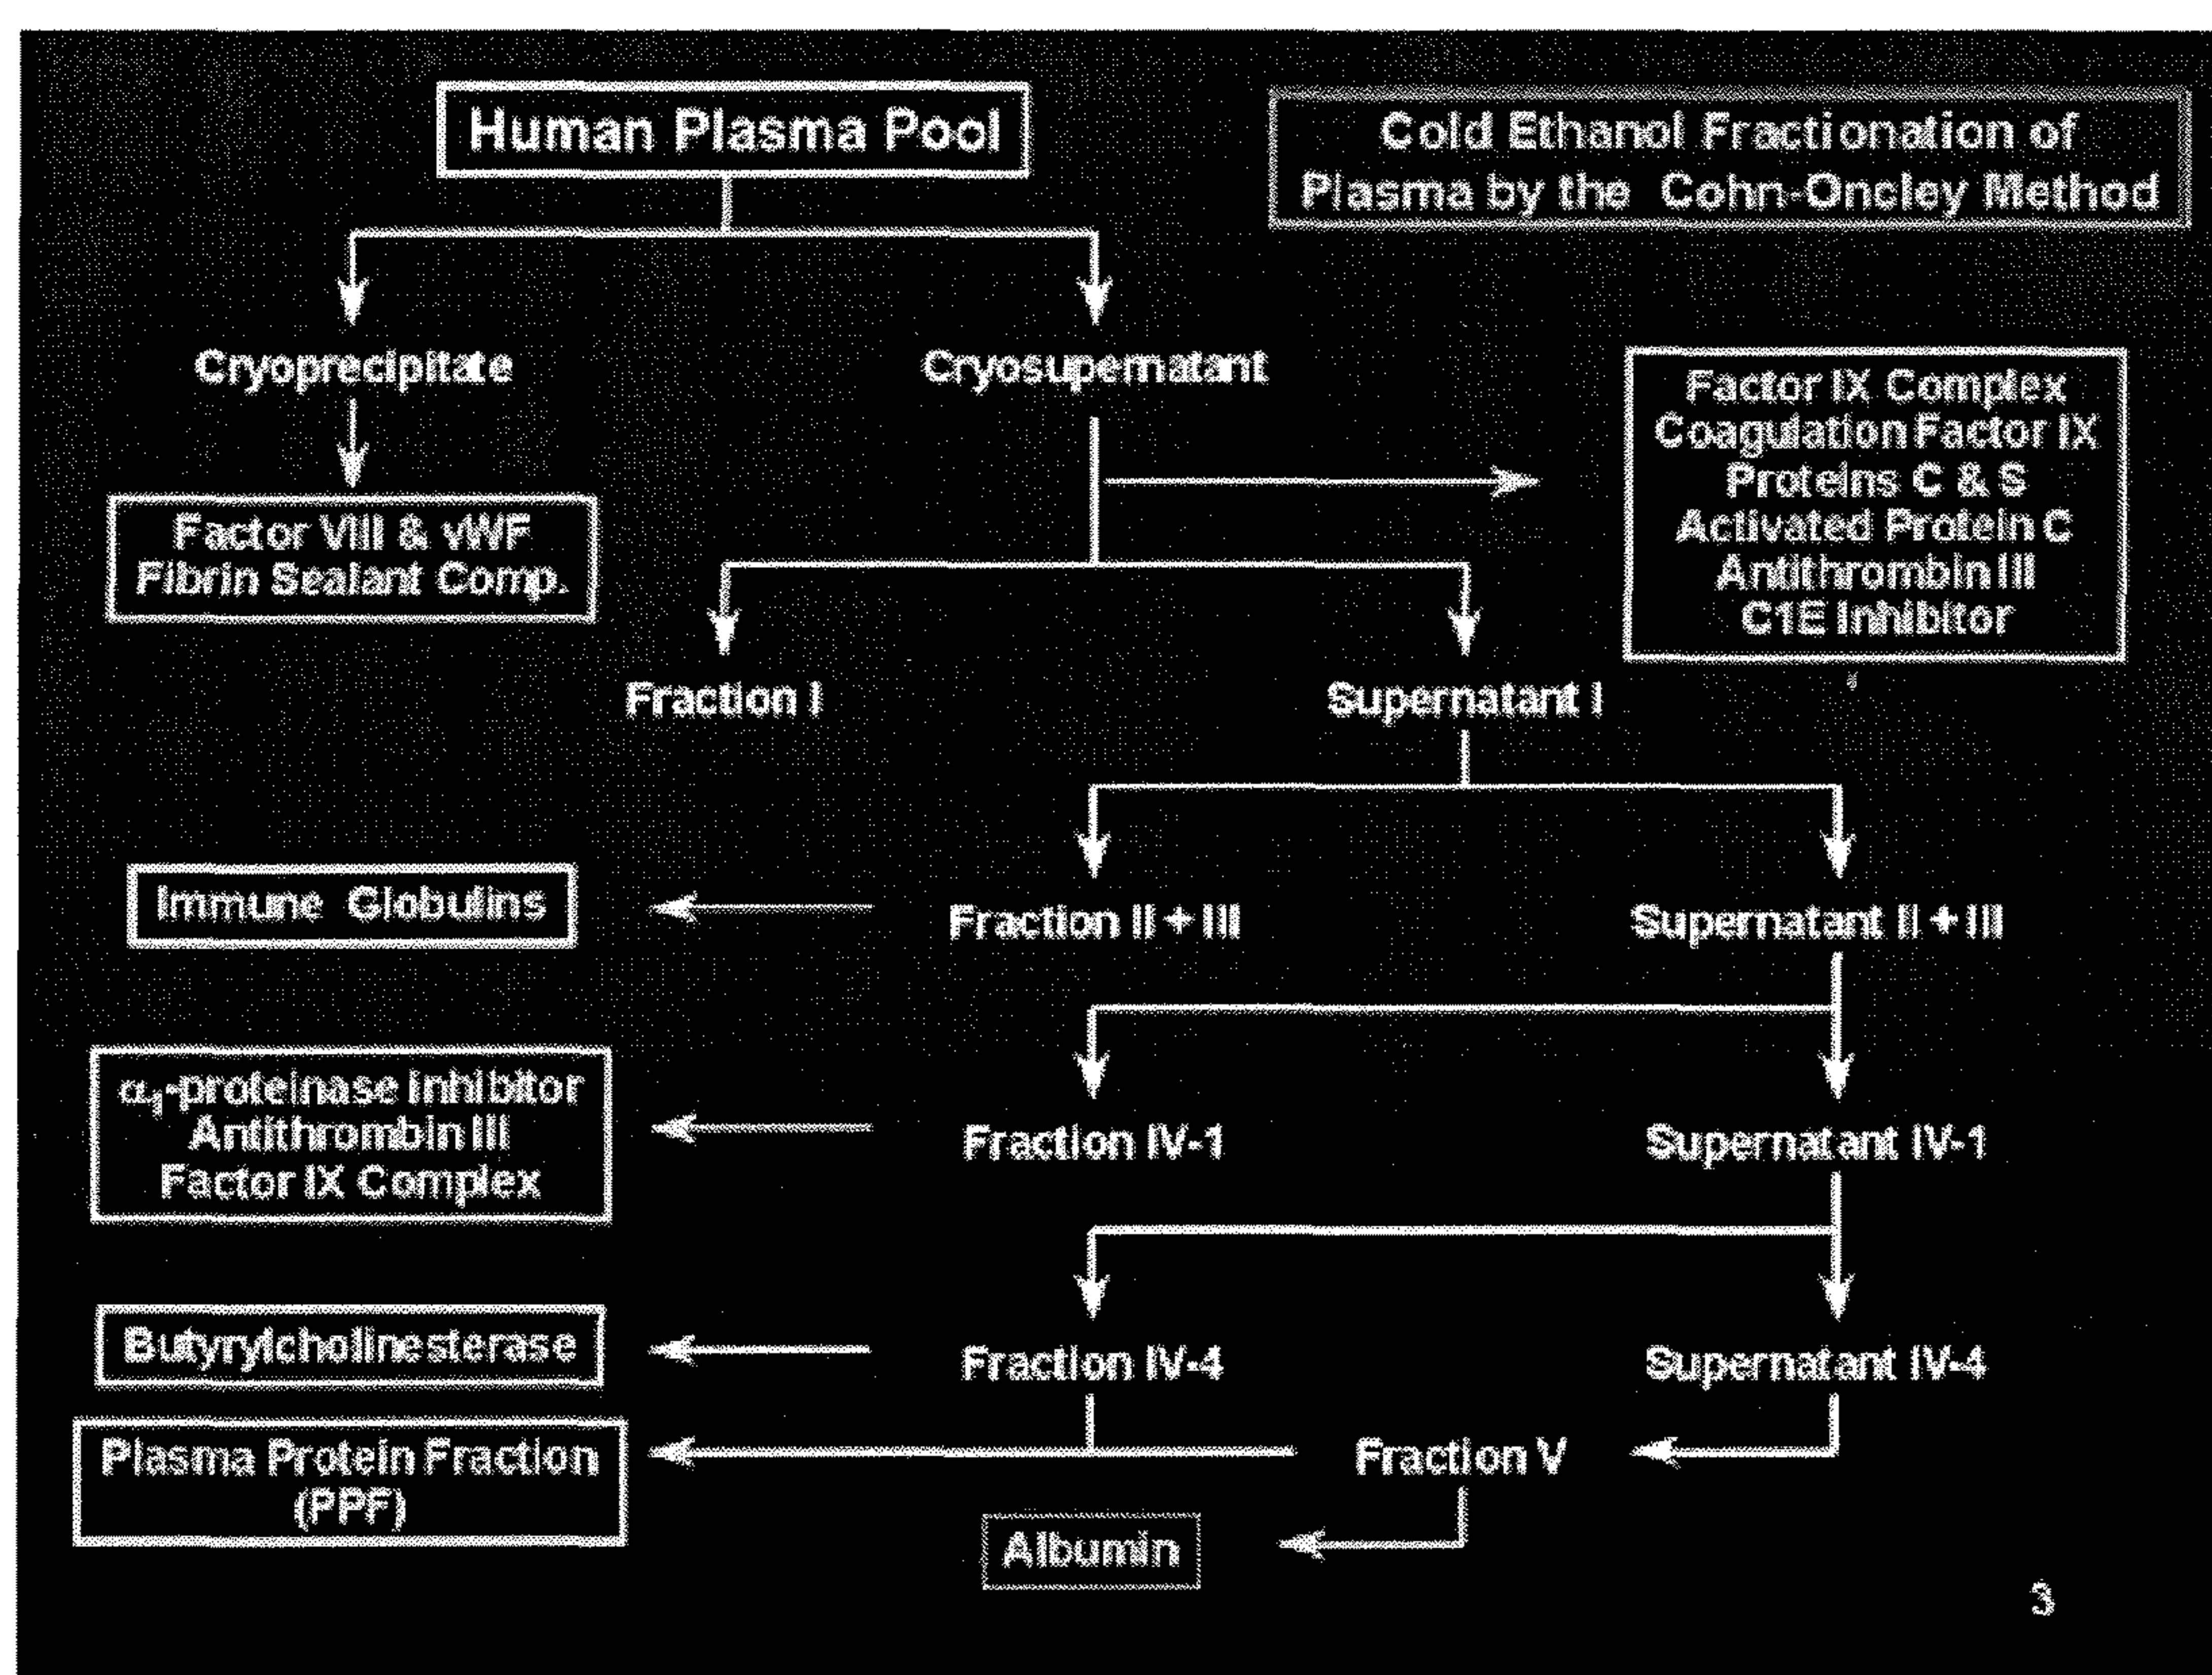 Human Plasma Pool
Cold Ethanol Fractionation of
Plasma by the Cohn-Oncley Method
Cryoprecipitate
Cryosupernatant
Factor IX Complex
Coagulation Factor IX
Proteins C & S
Activated Protein C
Antithrombin III
C1E Inhibitor
Factor VIII & vWF
Fibrin Sealant Comp.
Fraction I
Supernatant I
Immune Globulins
Fraction II + III
Supernatant II + III
α₁-proteinase inhibitor
Antithrombin III
Factor IX Complex
Fraction IV-1
Supernatant IV-1
Butyrylcholinesterase
Fraction IV-4
Supernatant IV-4
Plasma Protein Fraction
(PPF)
Fraction V
Albumin
3